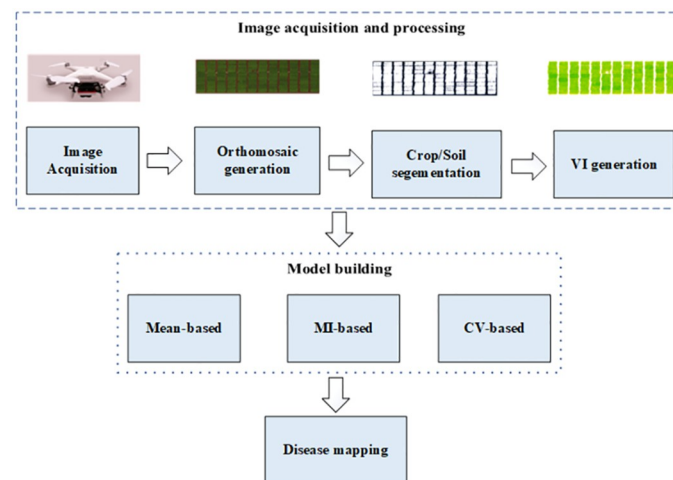 Image acquisition and processing
Image
Acquisition
Orthomosaic
generation
Crop/Soil
segementation
VI generation
Model building
Mean-based
MI-based
CV-based
Disease mapping